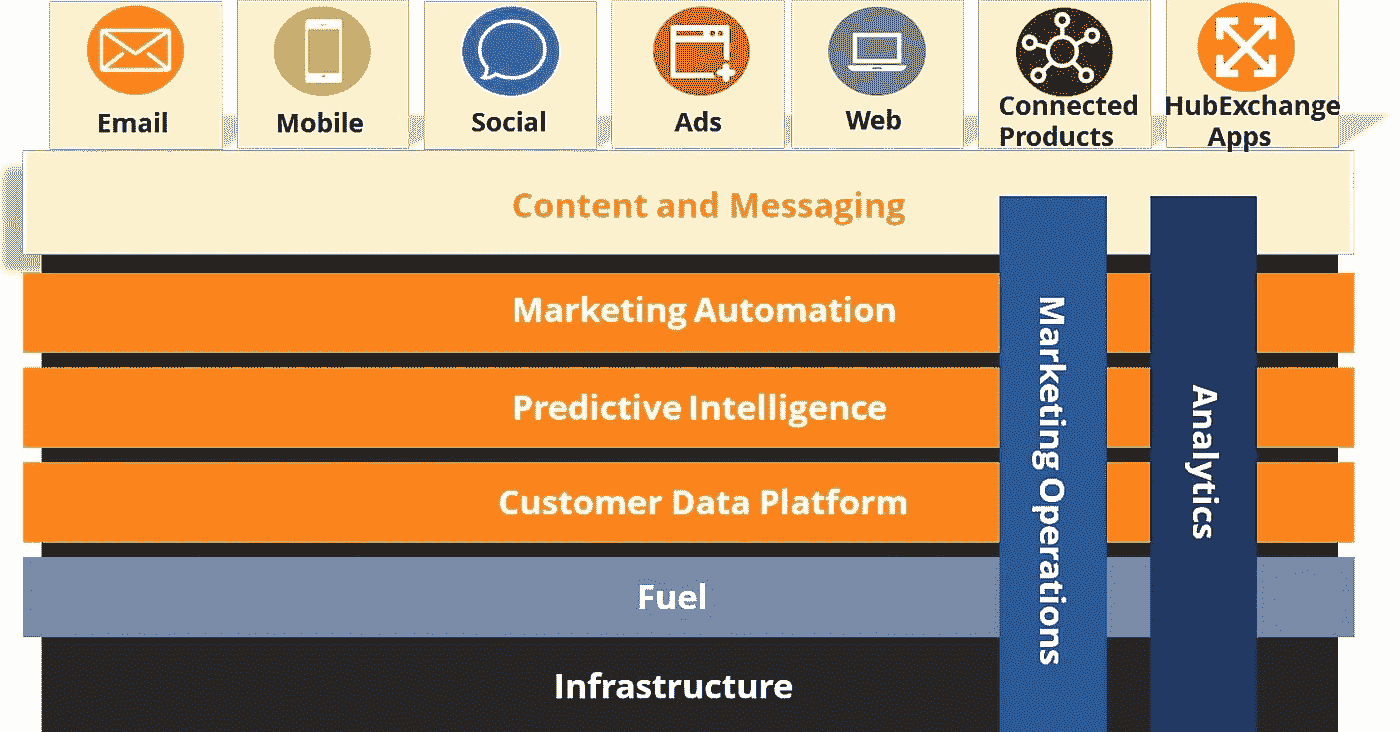 Email
Mobile
Social
Ads
Web
Connected
Products
HubExchange
Apps
Content and Messaging
Marketing Automation
Predictive Intelligence
Customer Data Platform
Fuel
Infrastructure
Marketing Operations
Analytics